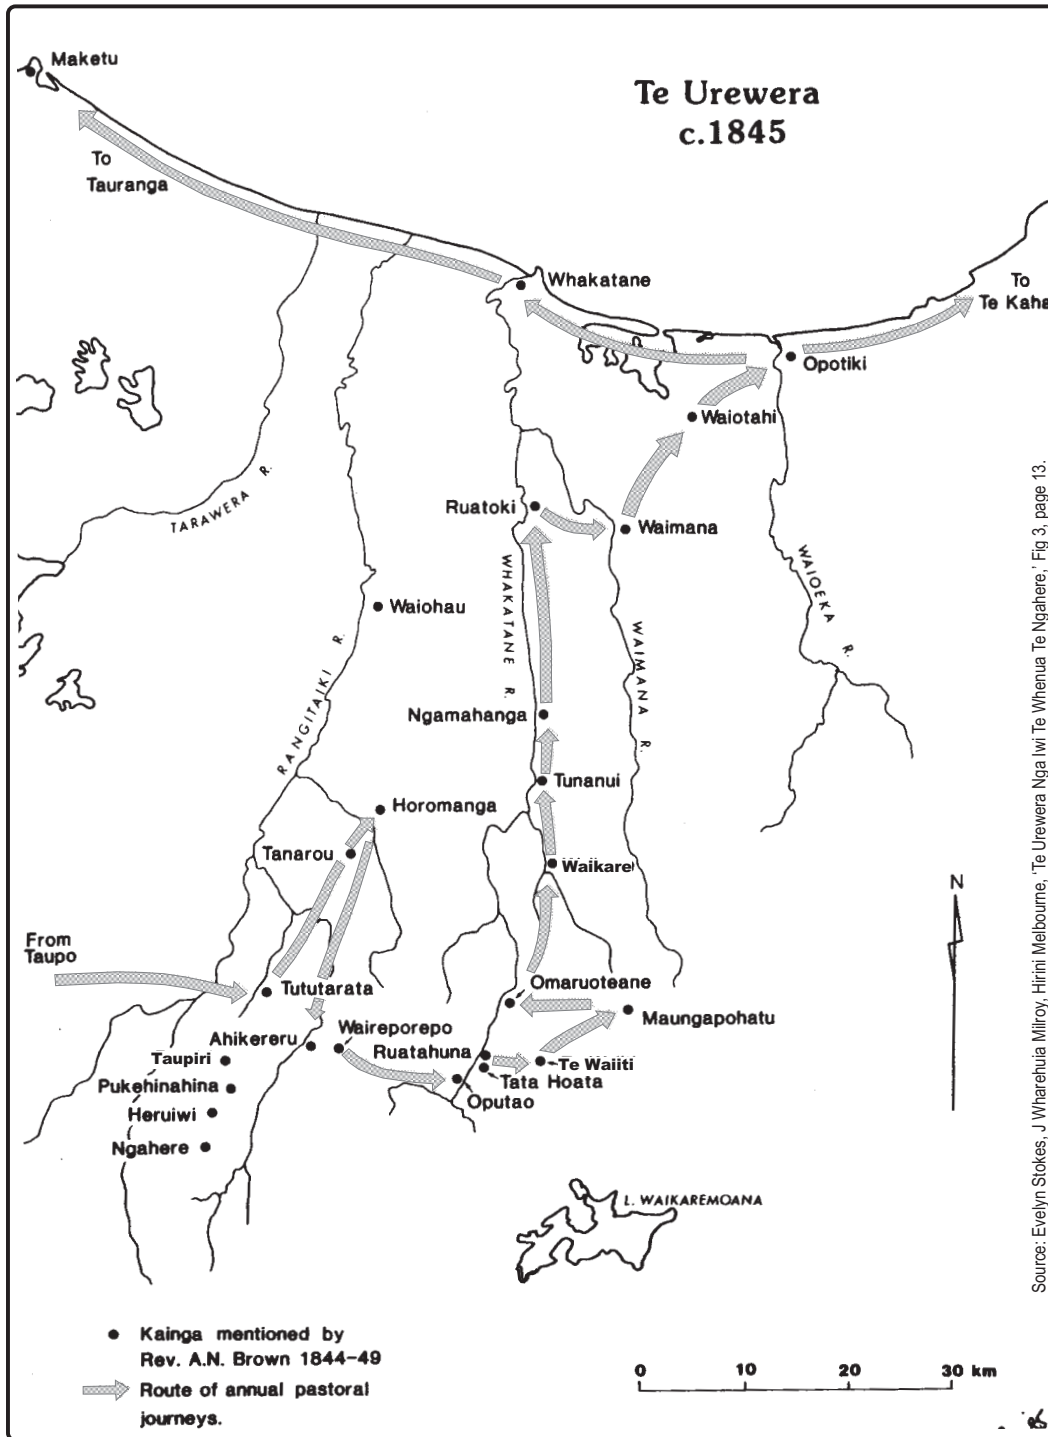 Maketu
Te Urewera
c.1845
To
Tauranga
Whakatane
To
Te Kaha
Opotiki
Waiotahi
TARAWERA R.
Ruatoki
Waimana
WHAKATANE R.
WAIOEKA R.
Waiohau
WAIMANA R.
RANGITAIKI R.
Ngamahanga
Tunanui
Horomanga
Tanarou
Waikare
From
Taupo
Tututarata
Omaruoteane
Maungapohatu
Ahikereru
Waireporepo
Ruatahuna
Taupiri
Te Waiiti
Pukehinahina
Tata Hoata
Oputao
Heruiwi
Ngahere
L. WAIKAREMOANA
N
Kainga mentioned by
Rev. A.N. Brown 1844-49
Route of annual pastoral
journeys.
0 10 20 30 km
Source: Evelyn Stokes, J Wharehuia Milroy, Hirini Melbourne, 'Te Urewera Nga Iwi Te Whenua Te Ngahere,' Fig 3, page 13.